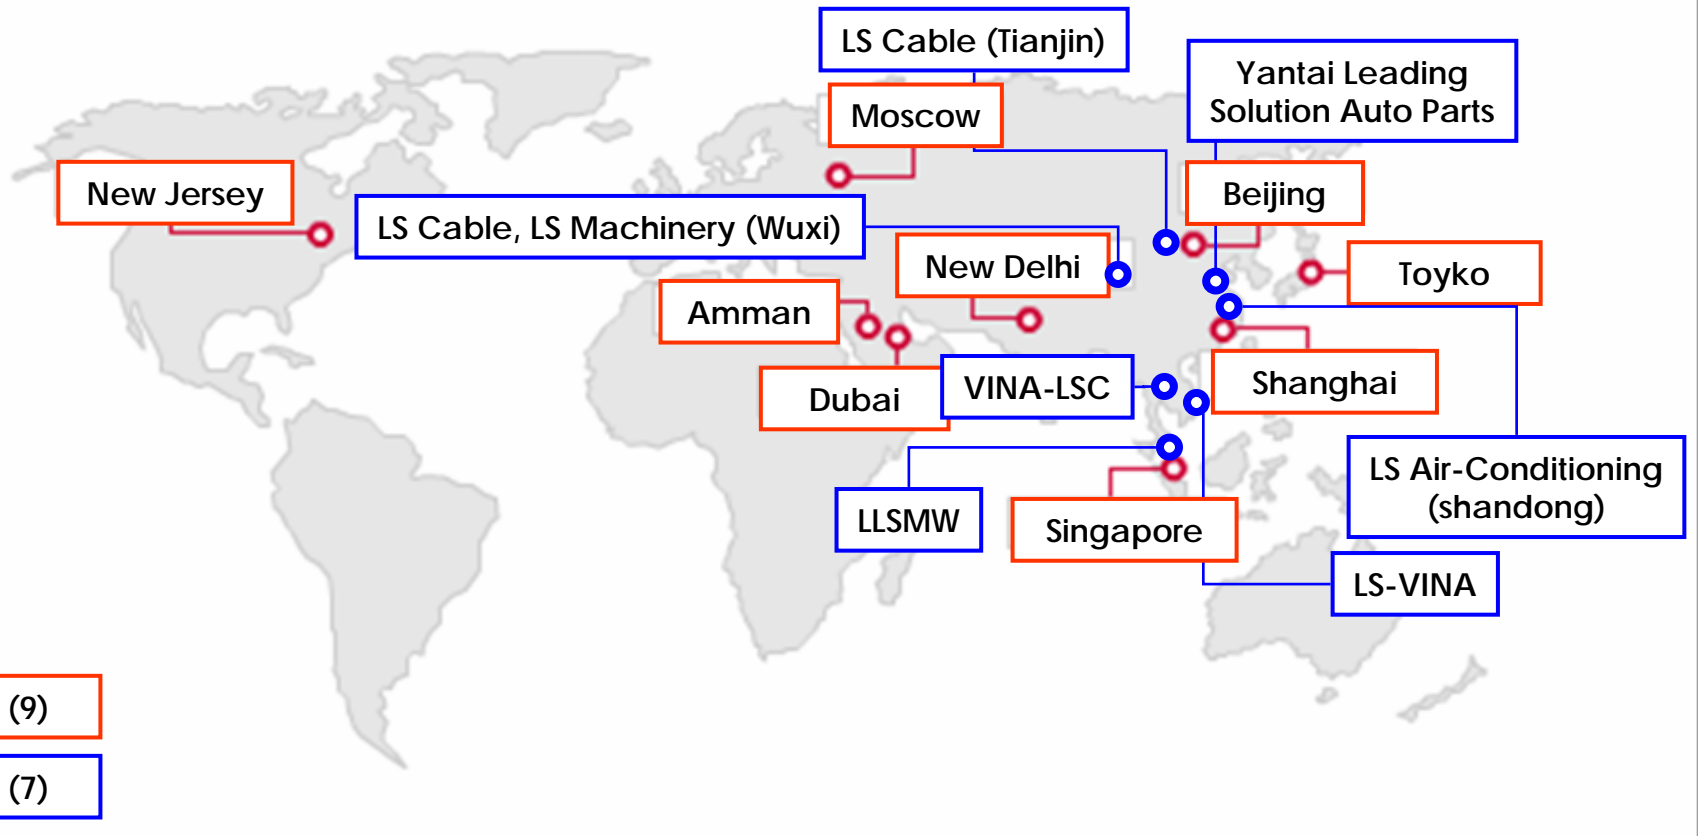 LS Cable (Tianjin)
Yantai Leading
Solution Auto Parts
Moscow
New Jersey
Beijing
LS Cable, LS Machinery (Wuxi)
New Delhi
Toyko
Amman
Dubai
VINA-LSC
Shanghai
LS Air-Conditioning
(shandong)
LLSMW
Singapore
LS-VINA
(9)
(7)